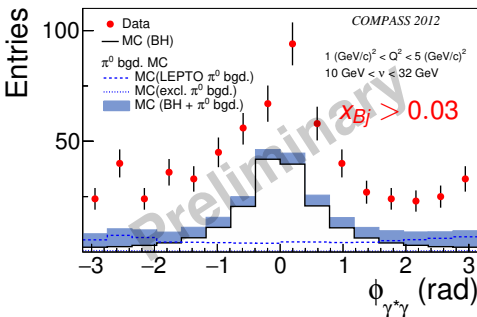 Entries
100
50
Data
MC (BH)
π⁰ bgd. MC
MC(LEPTO π⁰ bgd.)
MC(excl. π⁰ bgd.)
MC (BH + π⁰ bgd.)
COMPASS 2012
1 (GeV/c)² < Q² < 5 (GeV/c)²
10 GeV < ν < 32 GeV
x_Bj > 0.03
Preliminary
-3 -2 -1 0 1 2 3
ϕ_γ*γ (rad)